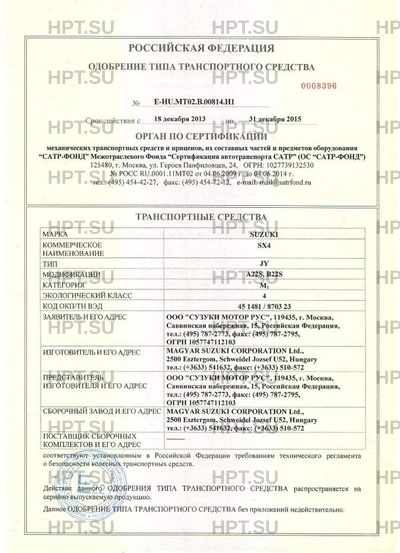 РОССИЙСКАЯ ФЕДЕРАЦИЯ
ОДОБРЕНИЕ ТИПА ТРАНСПОРТНОГО СРЕДСТВА
0008396
№ E-HU.MT02.B.00814.И1
Срок действия с 18 декабря 2013 по 31 декабря 2015
ОРГАН ПО СЕРТИФИКАЦИИ
механических транспортных средств и прицепов, их составных частей и предметов оборудования
“САТР-ФОНД” Межотраслевого Фонда “Сертификация автотранспорта САТР” (ОС “САТР-ФОНД”)
125480, г. Москва, ул. Героев Панфиловцев, 24, ОГРН: 1027739132530
№ РОСС RU.0001.11МТ02 от 04.06.2009 г. до 04.06.2014 г.
тел.: (495) 454-42-27, факс: (495) 454-72-12, e-mail: mail@satrfond.ru
ТРАНСПОРТНЫЕ СРЕДСТВА
МАРКА SUZUKI
КОММЕРЧЕСКОЕ НАИМЕНОВАНИЕ SX4
ТИП JY
МОДИФИКАЦИИ A22S, B22S
КАТЕГОРИЯ M₁
ЭКОЛОГИЧЕСКИЙ КЛАСС 4
КОД ОКП/ТН ВЭД 45 1481 / 8703 23
ЗАЯВИТЕЛЬ И ЕГО АДРЕС ООО "СУЗУКИ МОТОР РУС", 119435, г. Москва,
Саввинская набережная, 15, Российская Федерация,
тел.: (495) 787-2773, факс: (495) 787-2795,
ОГРН 1057747112103
ИЗГОТОВИТЕЛЬ И ЕГО АДРЕС MAGYAR SUZUKI CORPORATION Ltd.,
2500 Esztergom, Schweidel Jozsef U52, Hungary
тел.: (+3633) 541632, факс: (+3633) 510-572
ПРЕДСТАВИТЕЛЬ ИЗГОТОВИТЕЛЯ И ЕГО АДРЕС ООО "СУЗУКИ МОТОР РУС", 119435, г. Москва,
Саввинская набережная, 15, Российская Федерация,
тел.: (495) 787-2773, факс: (495) 787-2795,
ОГРН 1057747112103
СБОРОЧНЫЙ ЗАВОД И ЕГО АДРЕС MAGYAR SUZUKI CORPORATION Ltd.,
2500 Esztergom, Schweidel Jozsef U52, Hungary
тел.: (+3633) 541632, факс: (+3633) 510-572
ПОСТАВЩИК СБОРОЧНЫХ КОМПЛЕКТОВ И ЕГО АДРЕС
соответствуют установленным в Российской Федерации требованиям технического регламента
о безопасности колесных транспортных средств.
Действие данного ОДОБРЕНИЯ ТИПА ТРАНСПОРТНОГО СРЕДСТВА распространяется на
серийно выпускаемую продукцию.
Данное ОДОБРЕНИЕ ТИПА ТРАНСПОРТНОГО СРЕДСТВА без приложений недействительно.
HPT.SU